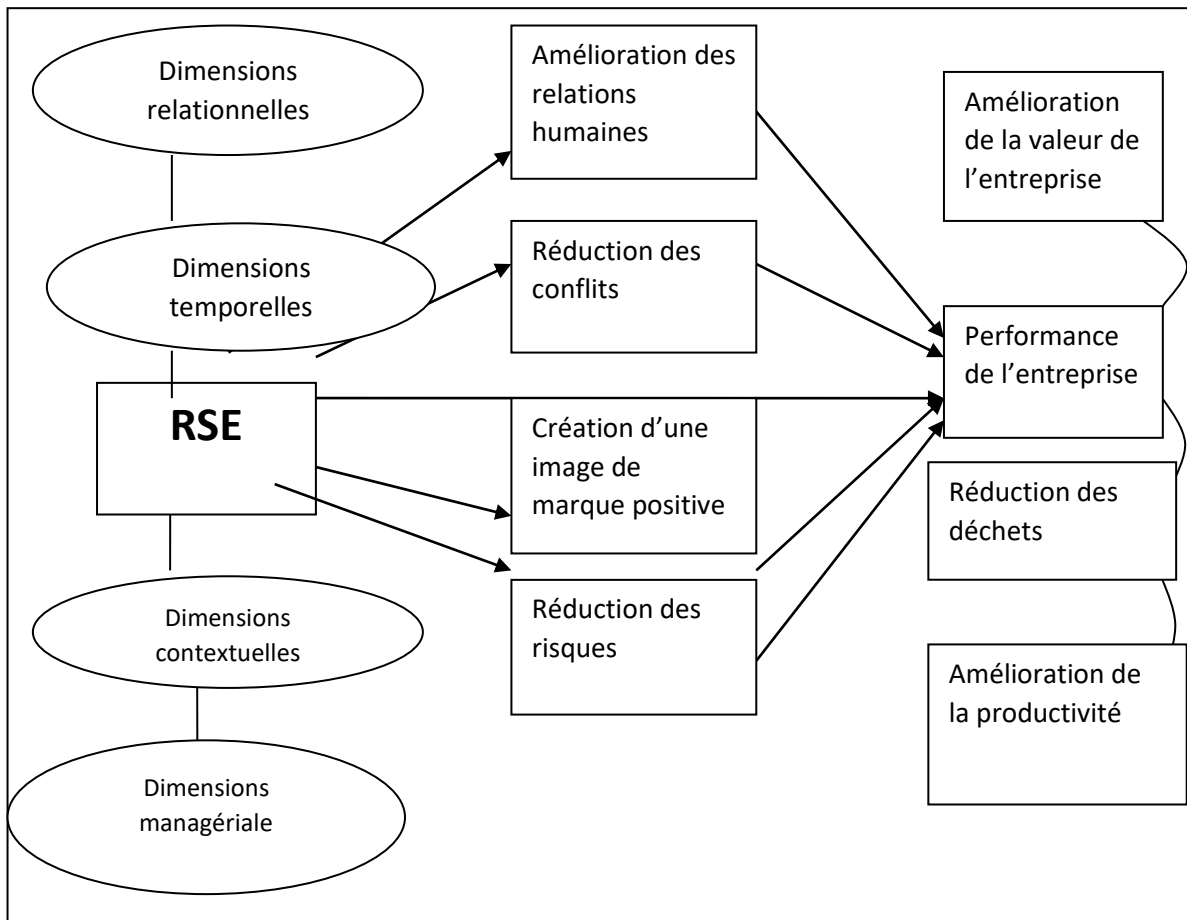 Dimensions
relationnelles
Dimensions
temporelles
RSE
Dimensions
contextuelles
Dimensions
managériale
Amélioration des
relations
humaines
Réduction des
conflits
Création d’une
image de
marque positive
Réduction des
risques
Amélioration
de la valeur de
l’entreprise
Performance
de l’entreprise
Réduction des
déchets
Amélioration de
la productivité